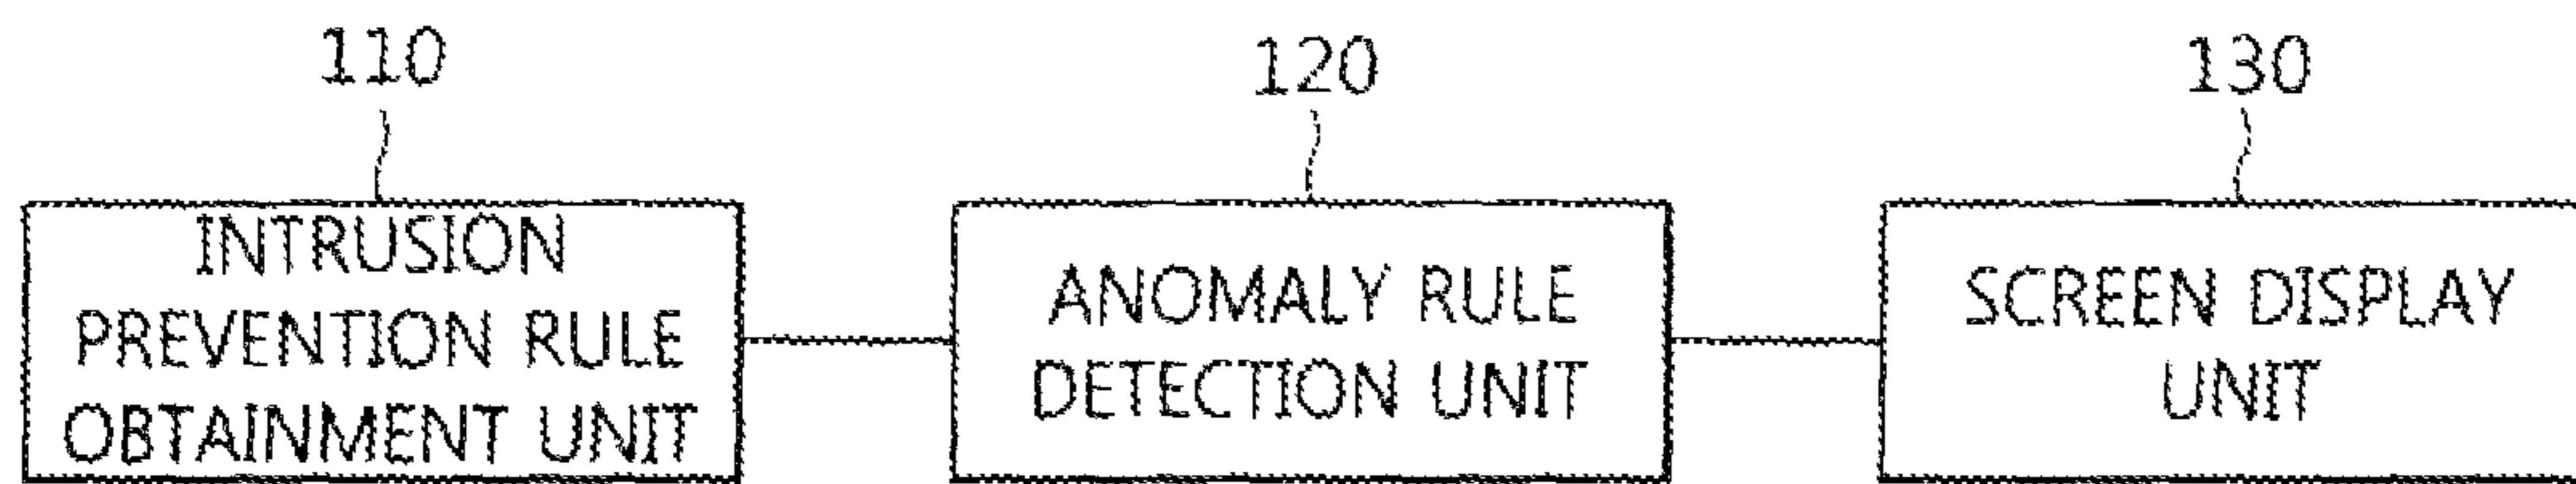 110
120
130
INTRUSION
PREVENTION RULE
OBTAINMENT UNIT
ANOMALY RULE
DETECTION UNIT
SCREEN DISPLAY
UNIT